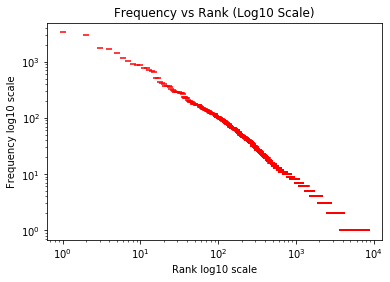 Frequency vs Rank (Log10 Scale)
Frequency log10 scale
10³
10²
10¹
10⁰
10⁰ 10¹ 10² 10³ 10⁴
Rank log10 scale